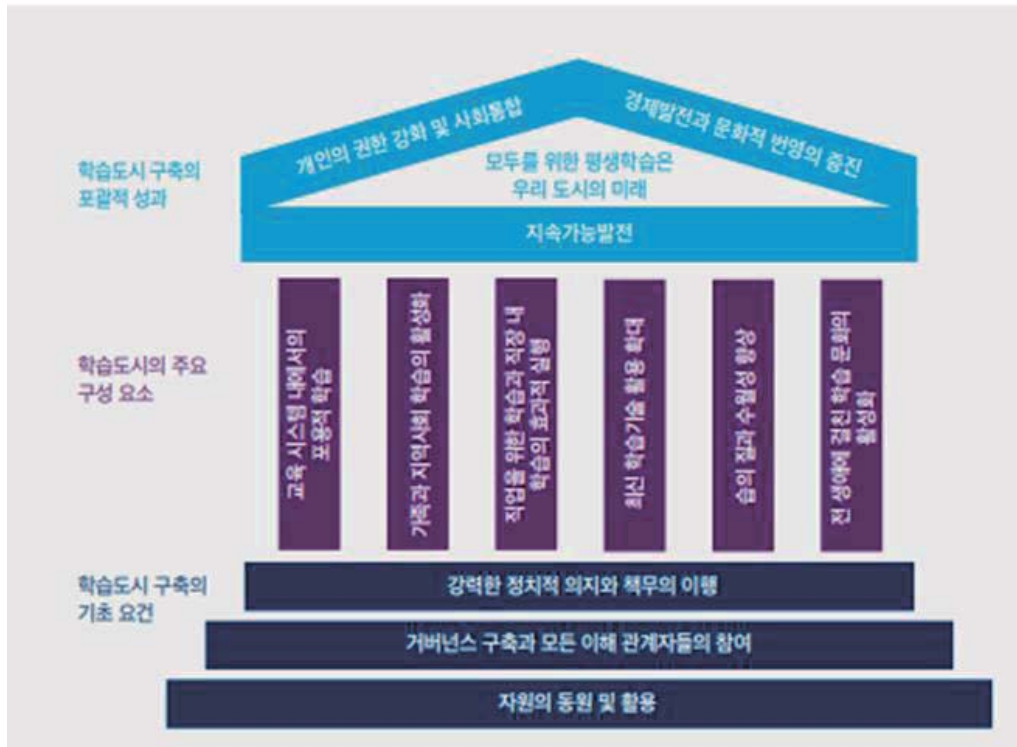 개인의 권한 강화 및 사회통합
경제발전과 문화적 번영의 증진
학습도시 구축의
포괄적 성과
모두를 위한 평생학습은
우리 도시의 미래
지속가능발전
학습도시의 주요
구성 요소
교육 시스템 내에서의
포용적 학습
가족과 지역사회 학습의 활성화
직업을 위한 학습과 직장 내
학습의 효과적 실행
최신 학습기술 활용 확대
습의 질과 수월성 향상
전 생애에 걸친 학습 문화의
활성화
학습도시 구축의
기초 요건
강력한 정치적 의지와 책무의 이행
거버넌스 구축과 모든 이해 관계자들의 참여
자원의 동원 및 활용